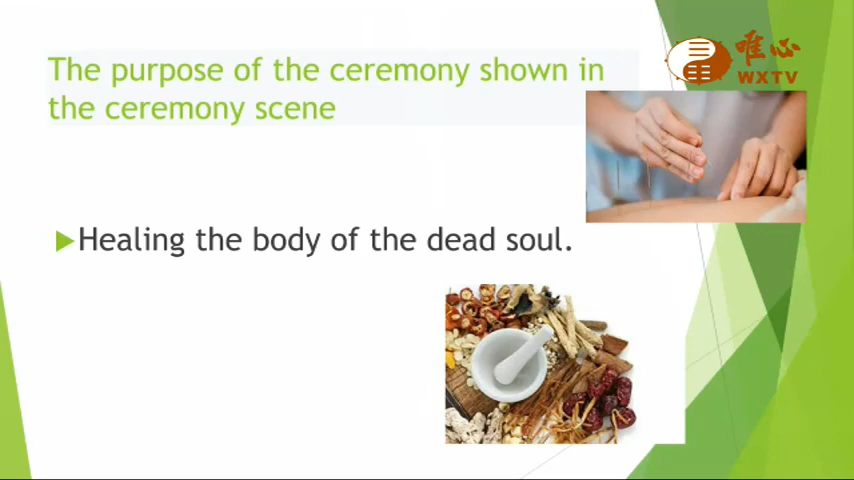 唯心
WXTV
The purpose of the ceremony shown in
the ceremony scene
Healing the body of the dead soul.